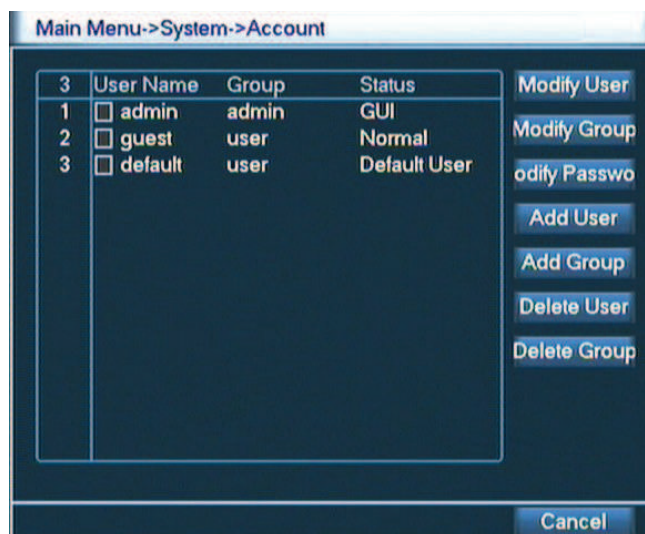 Main Menu->System->Account
3 User Name Group Status
1 admin admin GUI
2 guest user Normal
3 default user Default User
Modify User
Modify Group
odify Passwo
Add User
Add Group
Delete User
Delete Group
Cancel